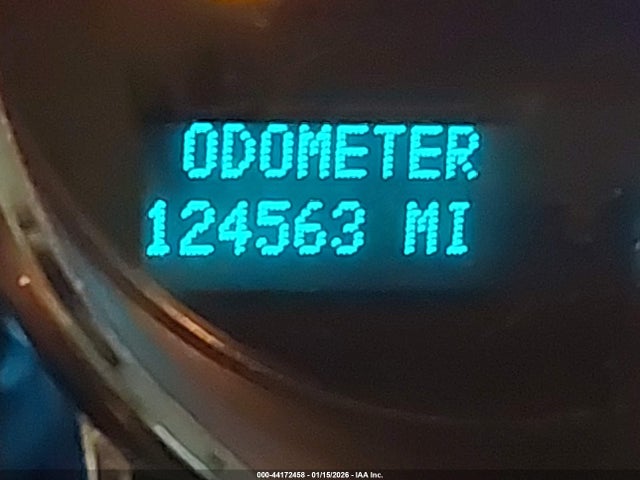 ODOMETER
124563 MI
000-44172458 - 01/15/2026 - IAA Inc.